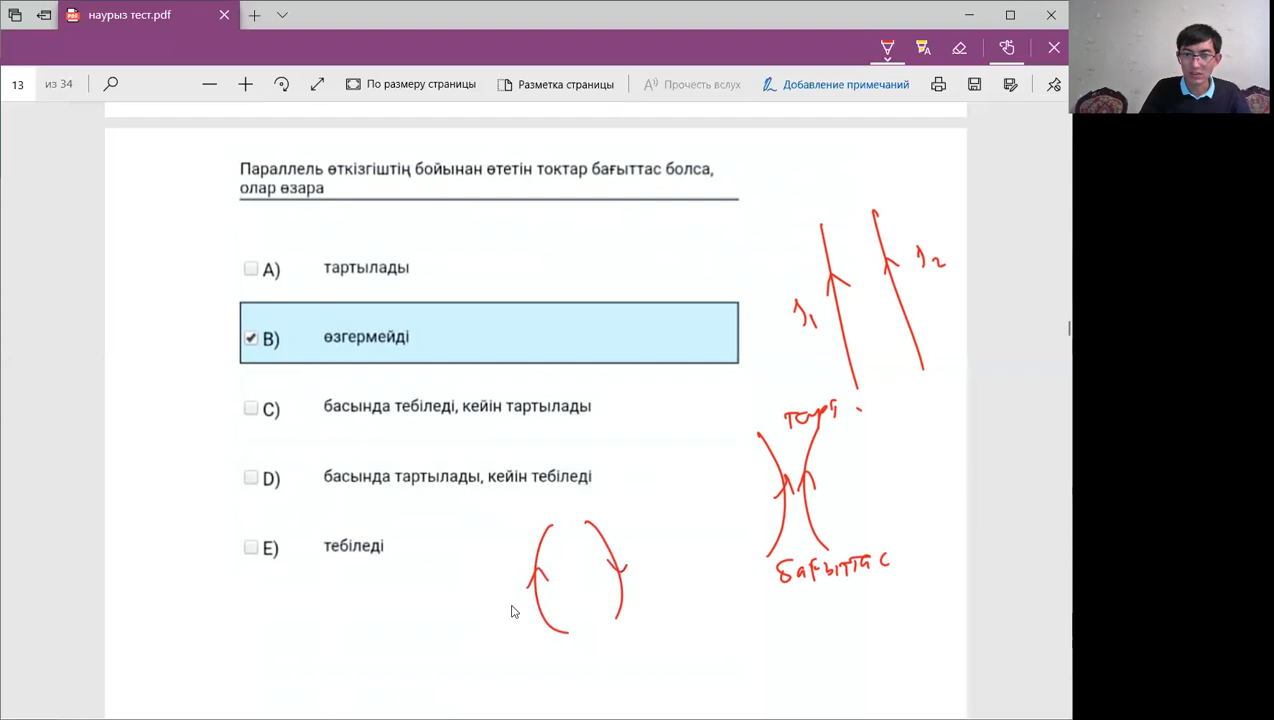 наурыз тест.pdf
13 из 34
По размеру страницы
Разметка страницы
Прочесть вслух
Добавление примечаний
Параллель өткізгіштің бойынан өтетін токтар бағыттас болса,
олар өзара
A) тартылады
B) өзгермейді
C) басында тебіледі, кейін тартылады
D) басында тартылады, кейін тебіледі
E) тебіледі
I₁
I₂
бағыттас